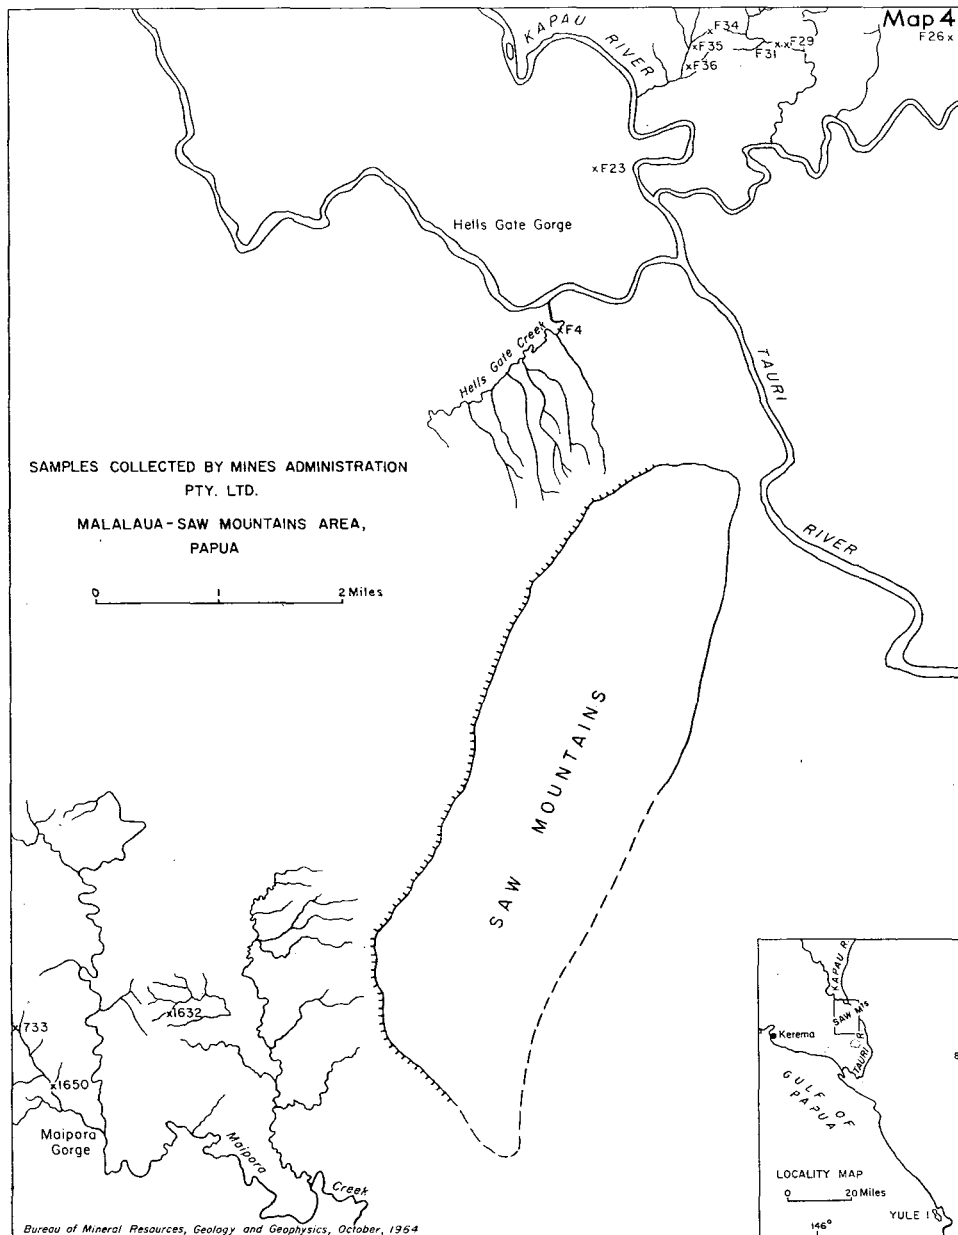 Map 4
KAPAU RIVER
xF34
xF35
xF36
F31
xxF29
F26x
xF23
Hells Gate Gorge
xF4
Hells Gate Creek
TAURI
RIVER
SAMPLES COLLECTED BY MINES ADMINISTRATION
PTY. LTD.
MALALAUA-SAW MOUNTAINS AREA,
PAPUA
0 1 2 Miles
SAW MOUNTAINS
x1632
x733
x1650
Maipora
Gorge
Maipora
Creek
KAPAU R.
SAW Mts
Kerema
TAURI R.
8
GULF OF
PAPUA
LOCALITY MAP
0 20 Miles
YULE I
146°
Bureau of Mineral Resources, Geology and Geophysics, October, 1964